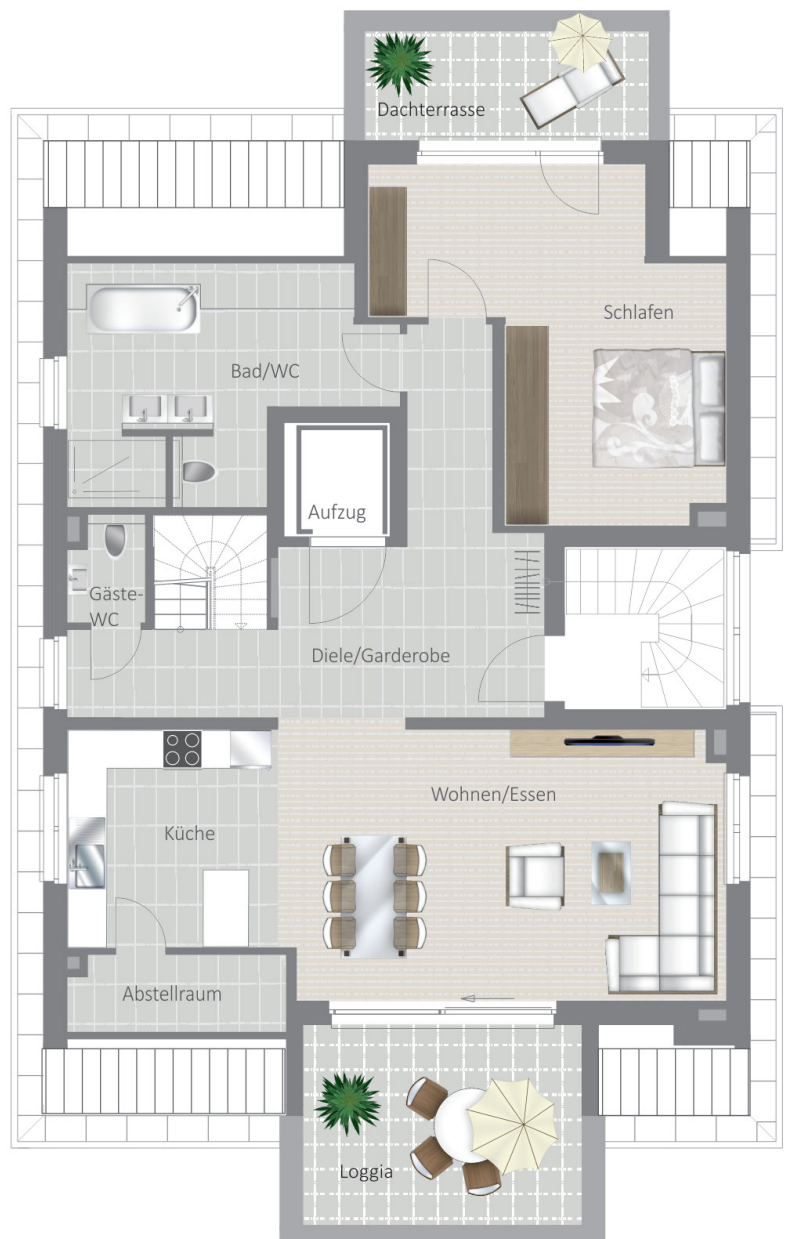 Dachterrasse
Schlafen
Bad/WC
Aufzug
Gäste-
WC
Diele/Garderobe
Wohnen/Essen
Küche
Abstellraum
Loggia